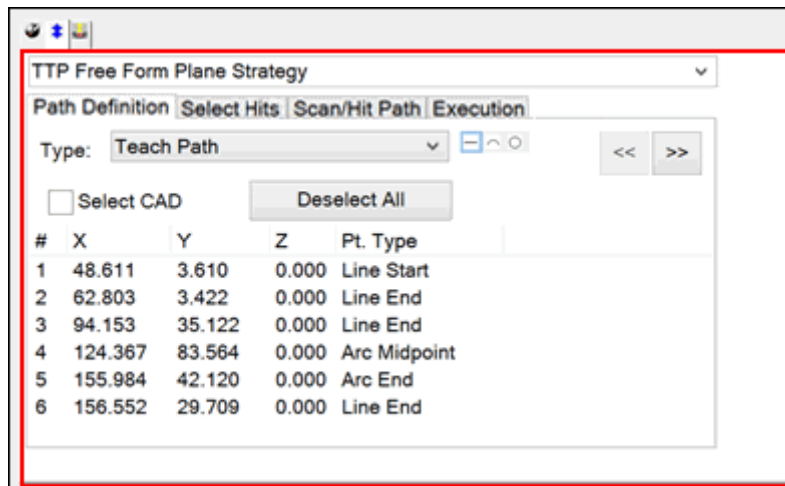 TTP Free Form Plane Strategy
Path Definition Select Hits Scan/Hit Path Execution
Type: Teach Path << >>
Select CAD Deselect All
# X Y Z Pt. Type
1 48.611 3.610 0.000 Line Start
2 62.803 3.422 0.000 Line End
3 94.153 35.122 0.000 Line End
4 124.367 83.564 0.000 Arc Midpoint
5 155.984 42.120 0.000 Arc End
6 156.552 29.709 0.000 Line End